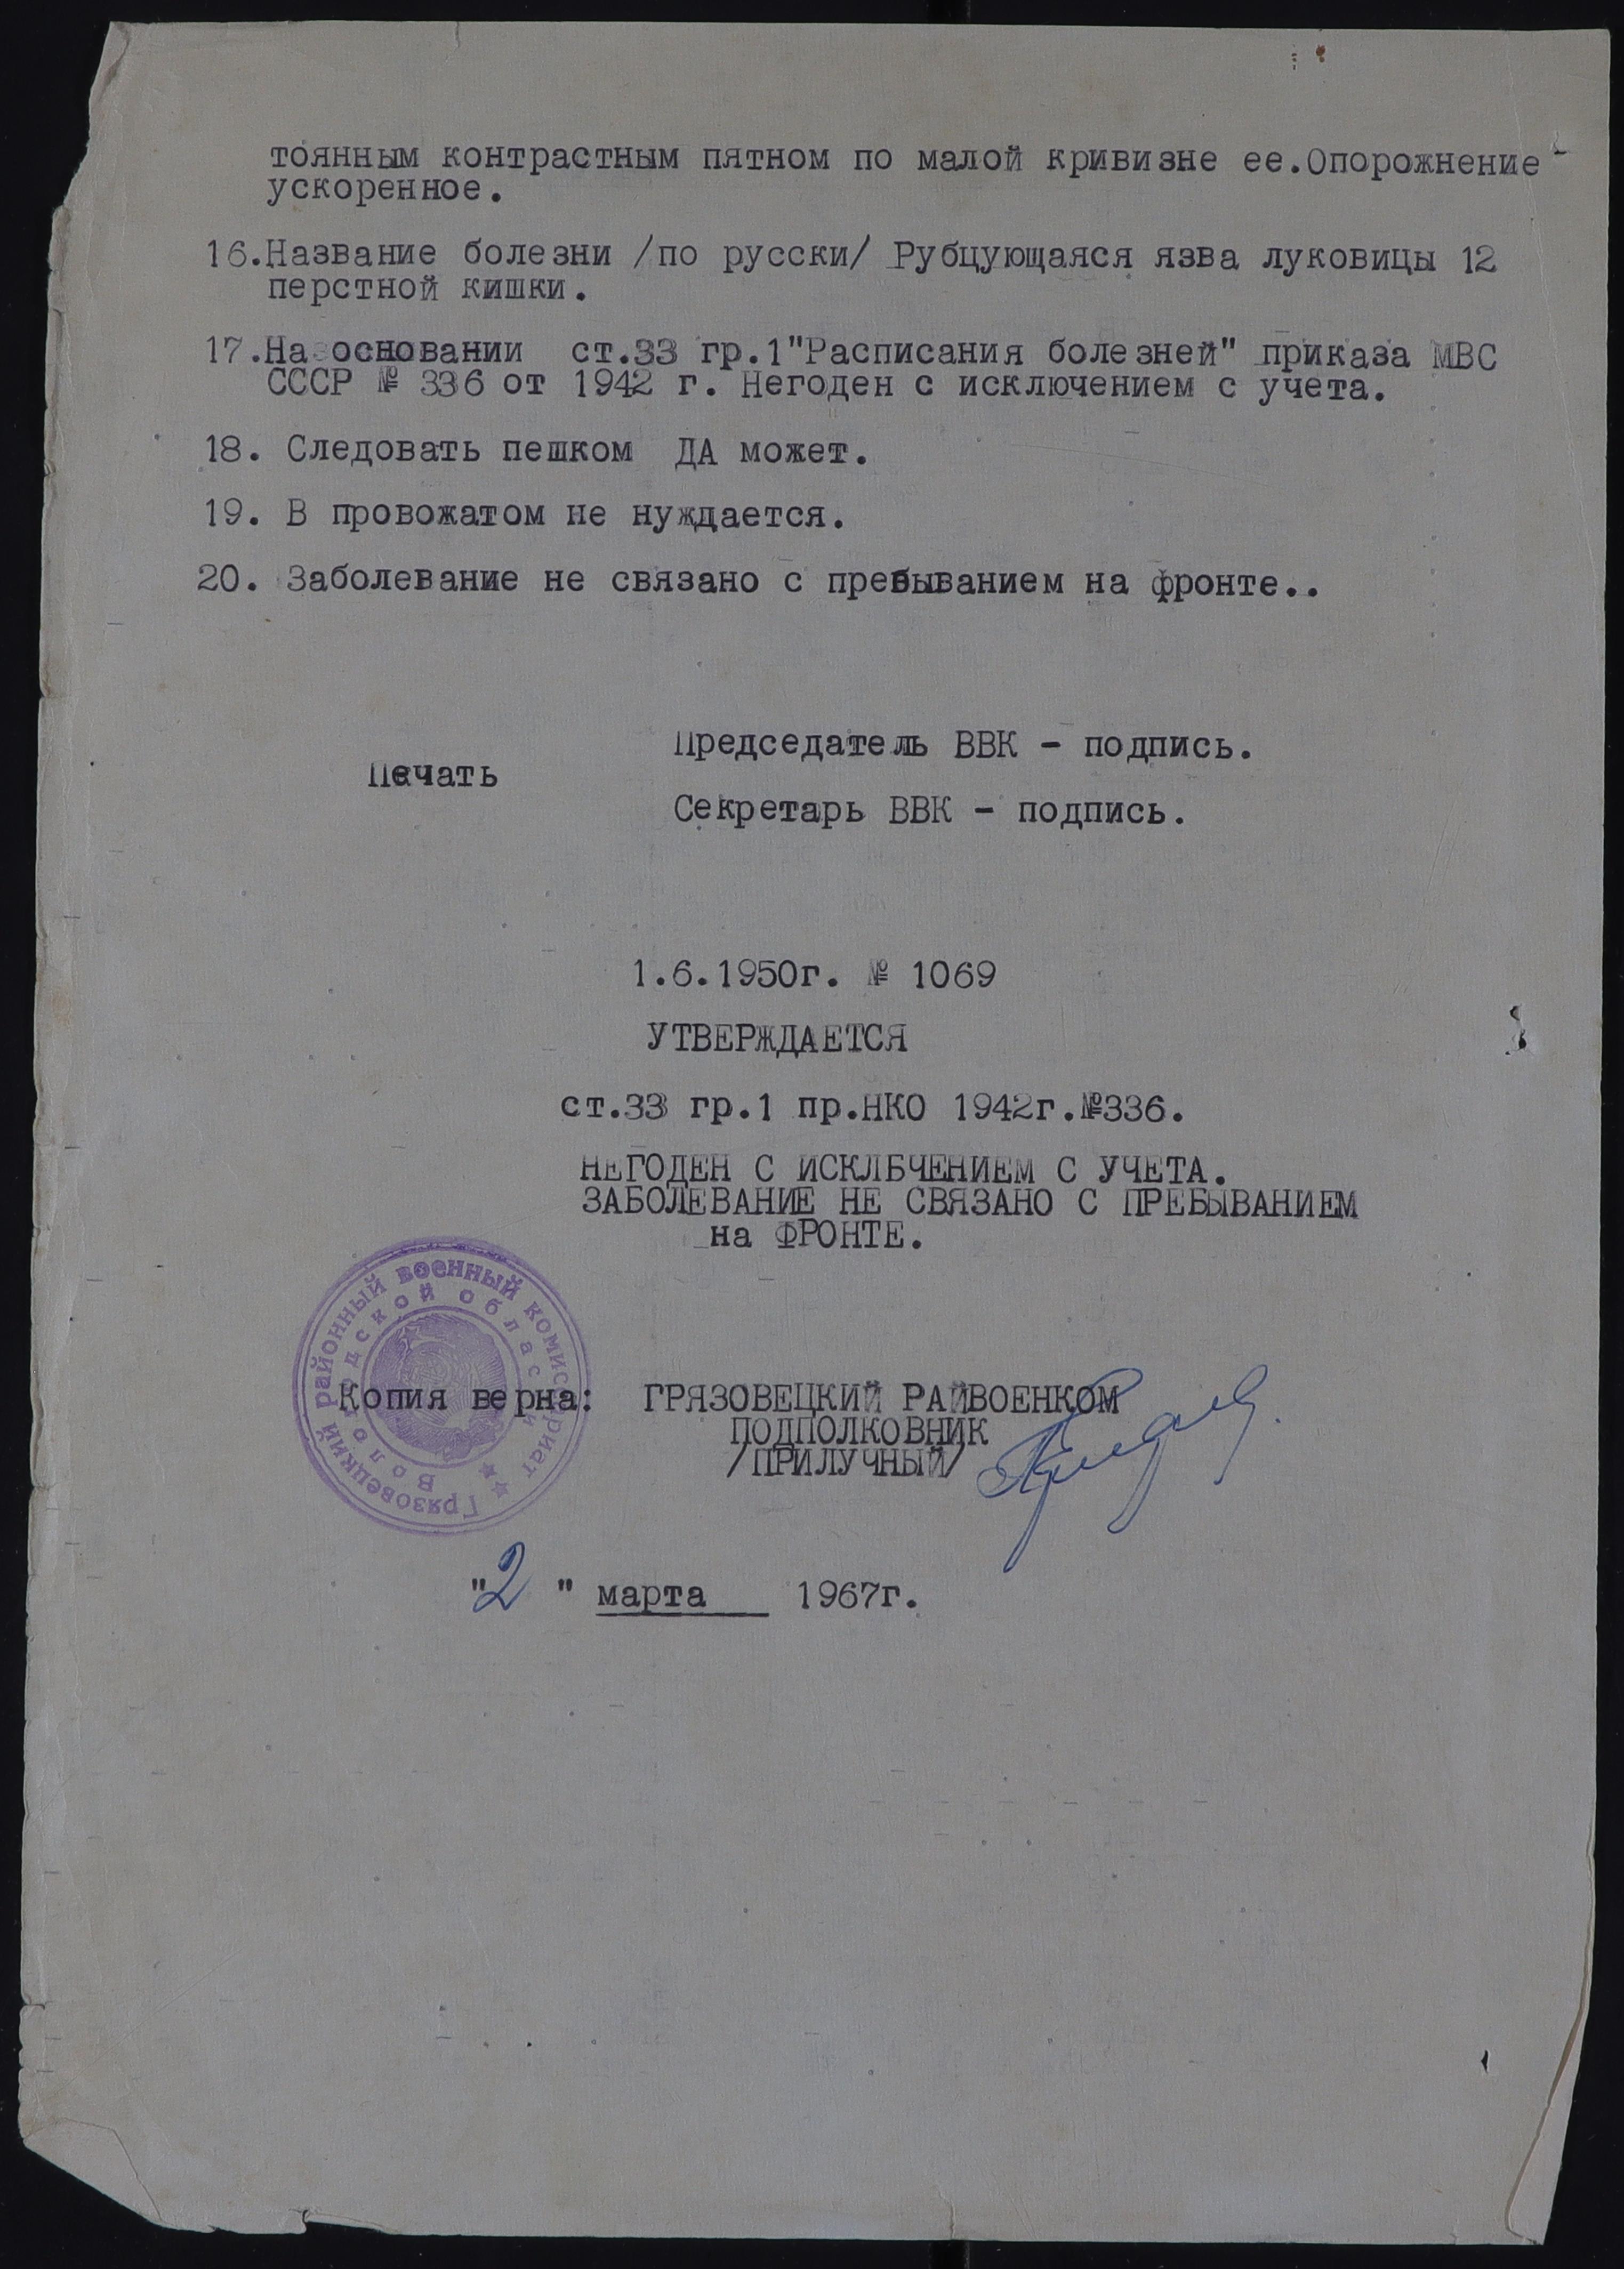 тоянным контрастным пятном по малой кривизне ее.Опорожнение
ускоренное.
16.Название болезни /по русски/ Рубцующаяся язва луковицы 12
перстной кишки.
17.На основании ст.33 гр.1"Расписания болезней" приказа МВС
СССР № 336 от 1942 г. Негоден с исключением с учета.
18. Следовать пешком ДА может.
19. В провожатом не нуждается.
20. Заболевание не связано с пребыванием на фронте..
Председатель ВВК - подпись.
Печать
Секретарь ВВК - подпись.
1.6.1950г. № 1069
УТВЕРЖДАЕТСЯ
ст.33 гр.1 пр.НКО 1942г.№336.
НЕГОДЕН С ИСКЛБЧЕНИЕМ С УЧЕТА.
ЗАБОЛЕВАНИЕ НЕ СВЯЗАНО С ПРЕБЫВАНИЕМ
на ФРОНТЕ.
Грязовецкий районный военный комиссариат
Вологодской области
Копия верна: ГРЯЗОВЕЦКИЙ РАЙВОЕНКОМ
ПОДПОЛКОВНИК
/ПРИЛУЧНЫЙ/
"2" марта 1967г.